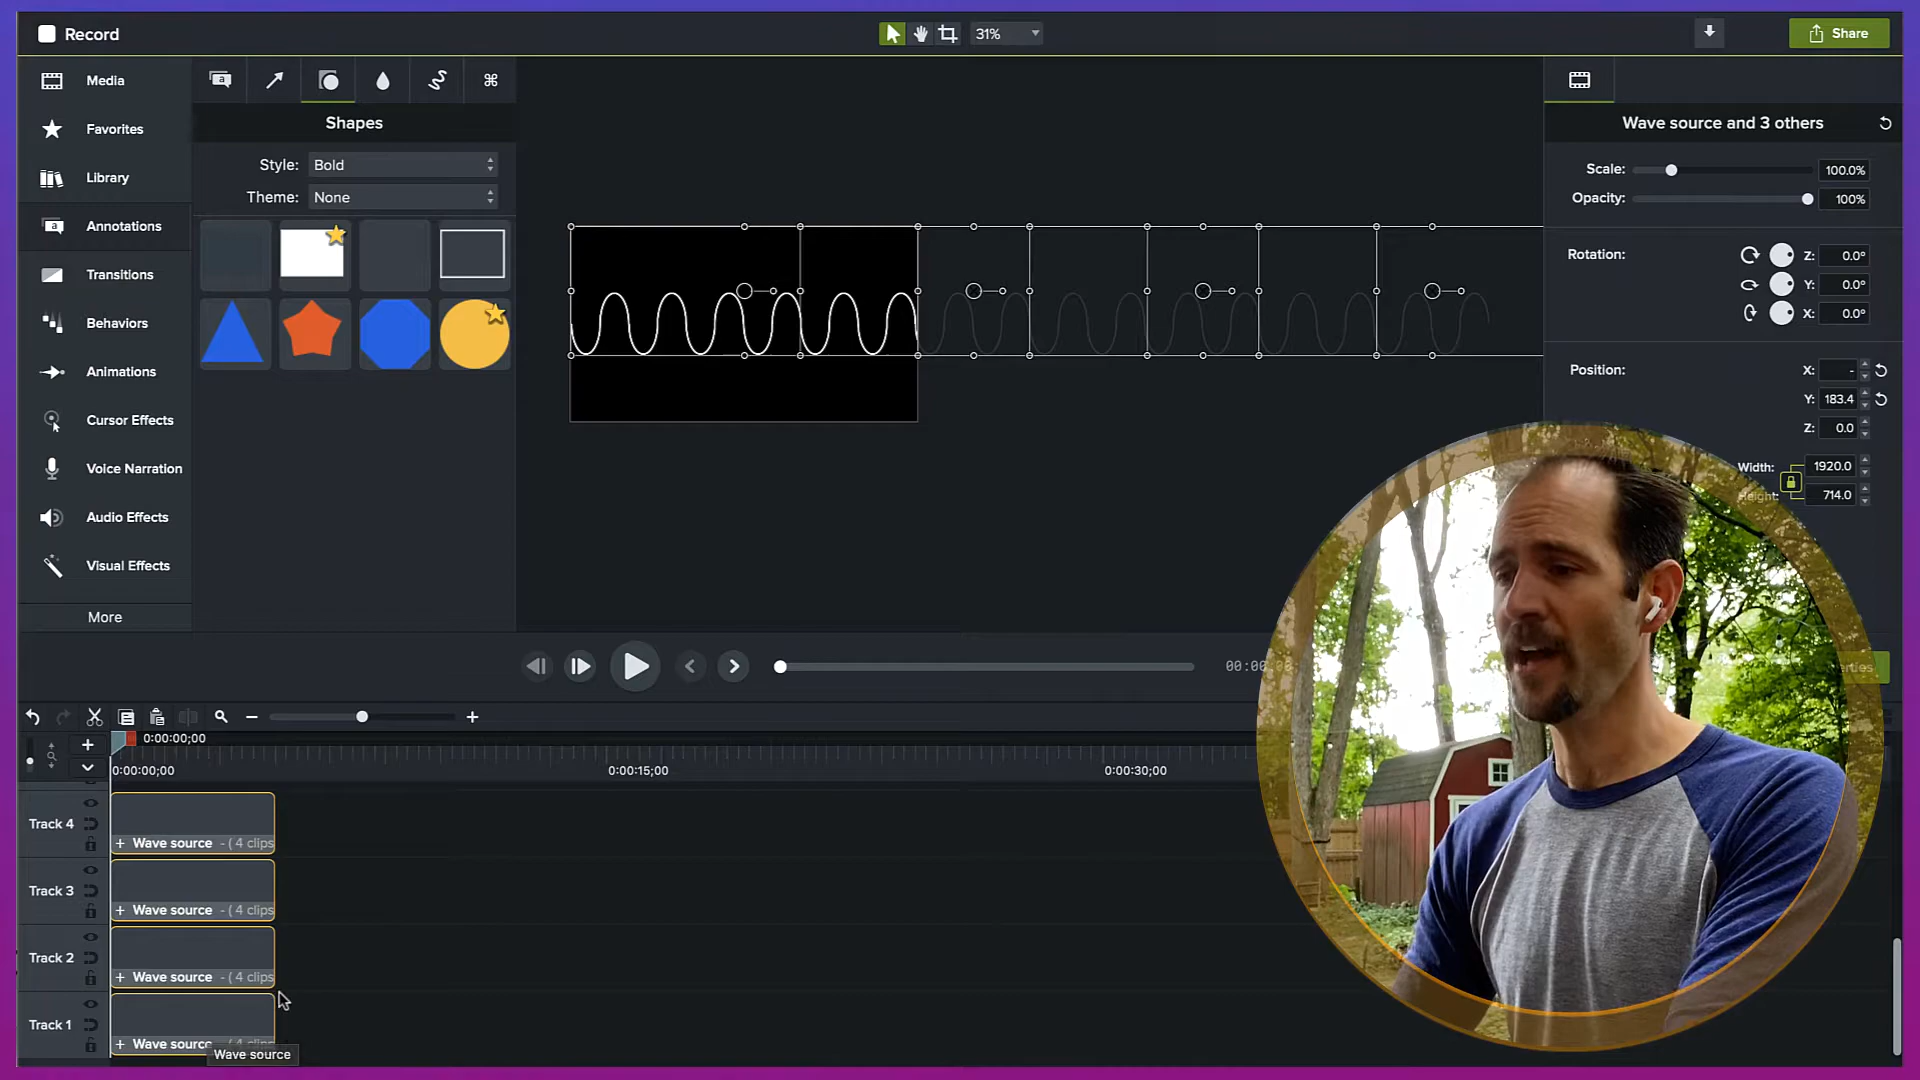 Record
31%
Share
Media
Favorites
Library
Annotations
Transitions
Behaviors
Animations
Cursor Effects
Voice Narration
Audio Effects
Visual Effects
More
a
Shapes
Style: Bold
Theme: None
Wave source and 3 others
Scale: 100.0%
Opacity: 100%
Rotation: Z: 0.0°
Y: 0.0°
X: 0.0°
Position: X: -
Y: 183.4
Z: 0.0
Width: 1920.0
Height: 714.0
0:00:00;00
0:00:00;00
0:00:15;00
0:00:30;00
Track 4
+ Wave source - ( 4 clips
Track 3
+ Wave source - ( 4 clips
Track 2
+ Wave source - ( 4 clips
Track 1
+ Wave source - ( 4 clips
Wave source